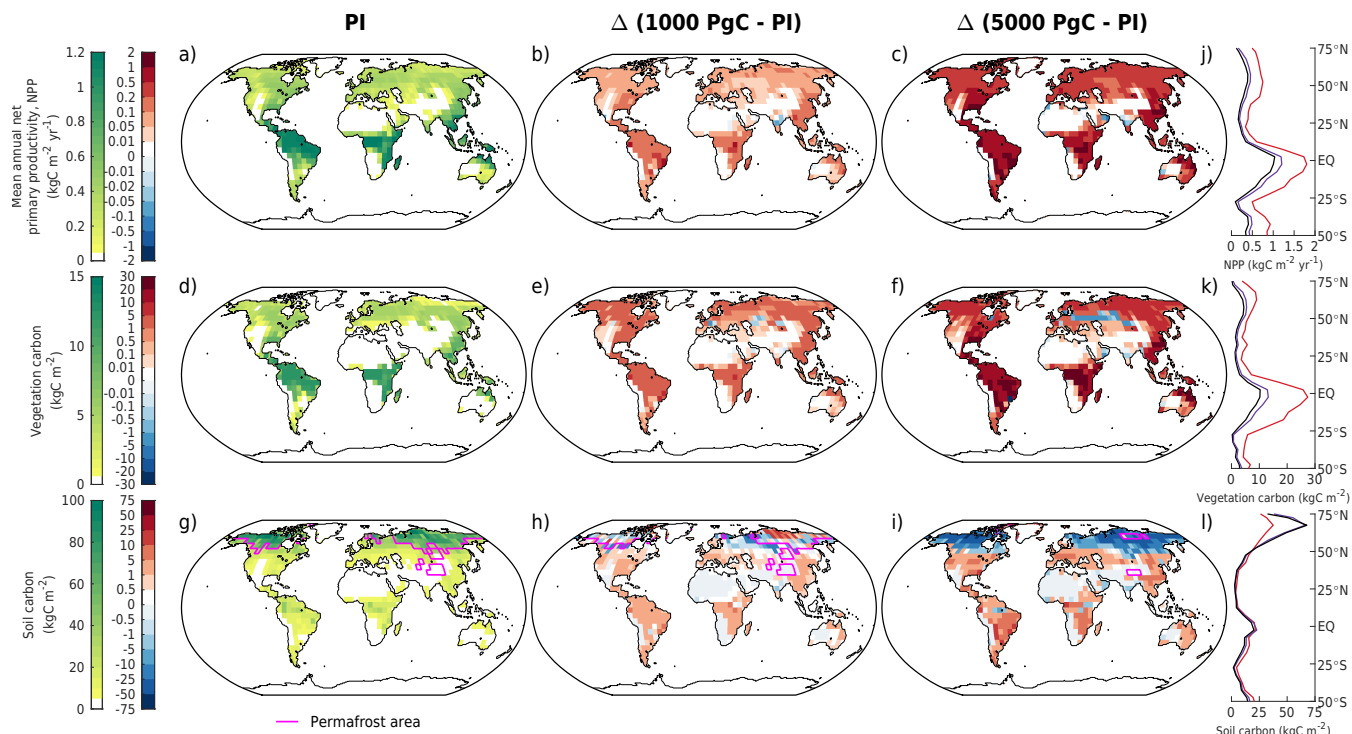 PI
Δ (1000 PgC - PI)
Δ (5000 PgC - PI)
Mean annual net
primary productivity, NPP
(kgC m⁻² yr⁻¹)
1.2
1
0.8
0.6
0.4
0.2
0
2
1
0.5
0.2
0.1
0.05
0.01
0
-0.01
-0.02
-0.05
-0.1
-0.5
-1
-2
a)
b)
c)
j)
75°N
50°N
25°N
EQ
25°S
50°S
0 0.5 1 1.5 2
NPP (kgC m⁻² yr⁻¹)
Vegetation carbon
(kgC m⁻²)
15
10
5
0
30
20
10
5
1
0.5
0.1
0.01
0
-0.01
-0.1
-0.5
-1
-5
-10
-20
-30
d)
e)
f)
k)
75°N
50°N
25°N
EQ
25°S
50°S
0 10 20 30
Vegetation carbon (kgC m⁻²)
Soil carbon
(kgC m⁻²)
100
80
60
40
20
0
75
50
25
10
5
1
0.5
0
-0.5
-1
-5
-10
-25
-50
-75
g)
h)
i)
l)
75°N
50°N
25°N
EQ
25°S
50°S
0 25 50 75
Soil carbon (kgC m⁻²)
Permafrost area